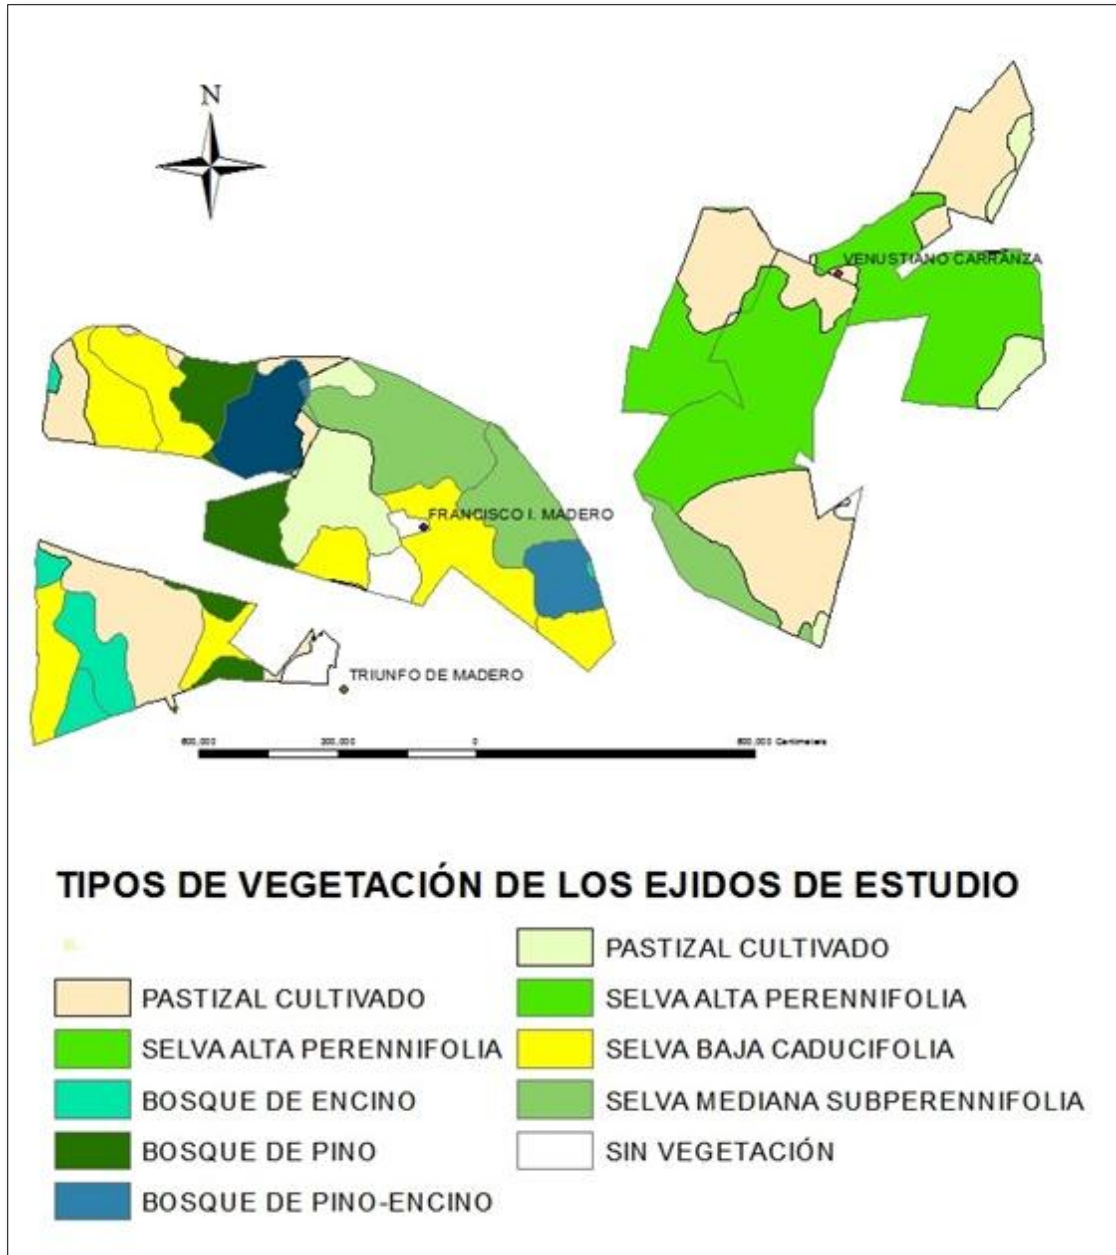 N
VENUSTIANO CARRANZA
FRANCISCO I. MADERO
TRIUNFO DE MADERO
300,000 0
TIPOS DE VEGETACIÓN DE LOS EJIDOS DE ESTUDIO
PASTIZAL CULTIVADO
SELVA ALTA PERENNIFOLIA
BOSQUE DE ENCINO
BOSQUE DE PINO
BOSQUE DE PINO-ENCINO
PASTIZAL CULTIVADO
SELVA ALTA PERENNIFOLIA
SELVA BAJA CADUCIFOLIA
SELVA MEDIANA SUBPERENNIFOLIA
SIN VEGETACIÓN